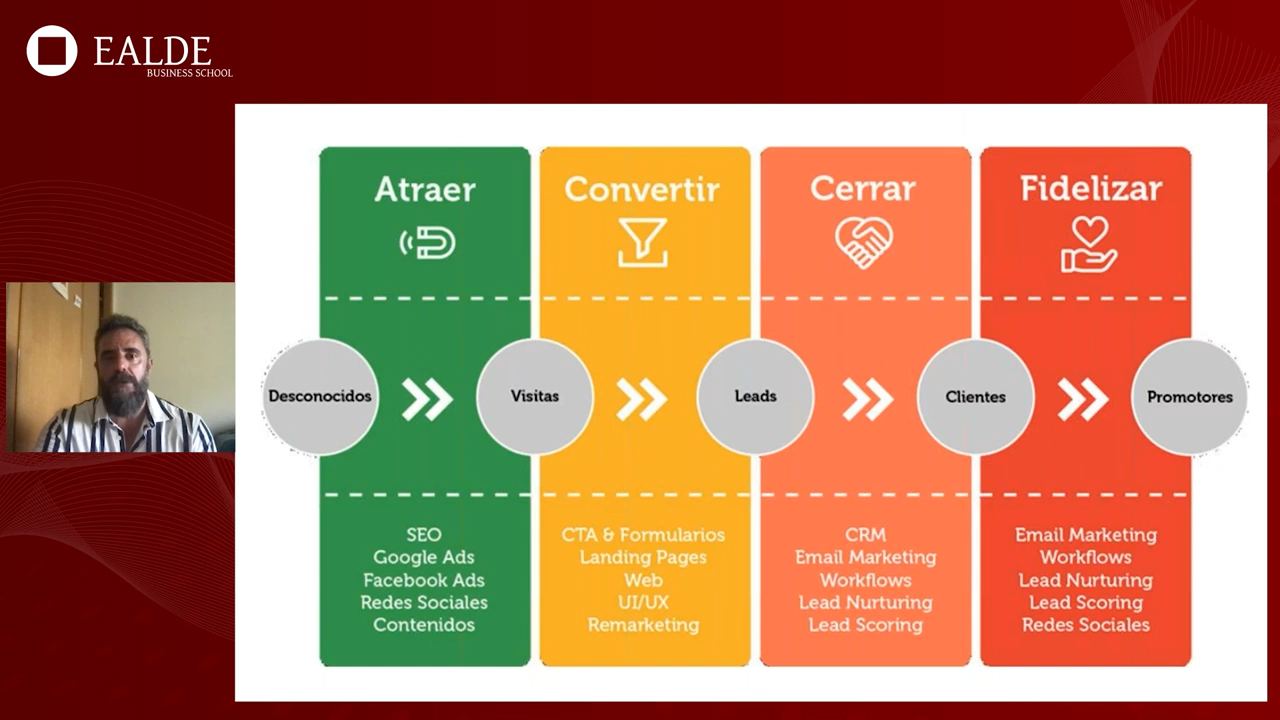 EALDE
BUSINESS SCHOOL
Atraer
Convertir
Cerrar
Fidelizar
Desconocidos
Visitas
Leads
Clientes
Promotores
SEO
Google Ads
Facebook Ads
Redes Sociales
Contenidos
CTA & Formularios
Landing Pages
Web
UI/UX
Remarketing
CRM
Email Marketing
Workflows
Lead Nurturing
Lead Scoring
Email Marketing
Workflows
Lead Nurturing
Lead Scoring
Redes Sociales